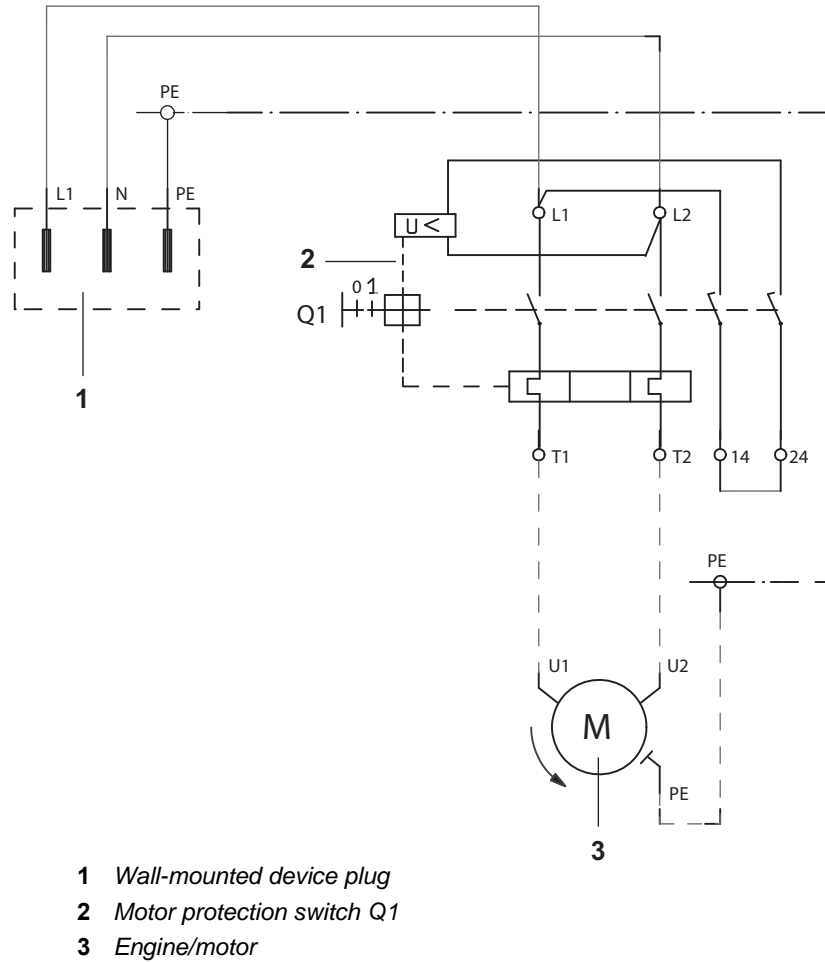 PE
L1 N PE
U <
L1 L2
2
0 1
Q1
1
T1 T2 14 24
PE
U1 U2
M
PE
3
1 Wall-mounted device plug
2 Motor protection switch Q1
3 Engine/motor